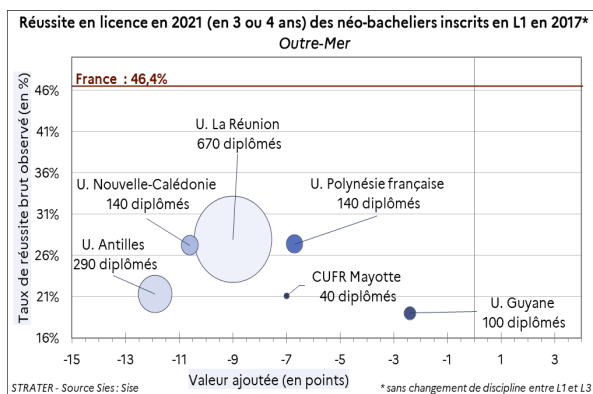 Réussite en licence en 2021 (en 3 ou 4 ans) des néo-bacheliers inscrits en L1 en 2017*
Outre-Mer
Taux de réussite brut observé (en %)
France : 46,4%
46%
41%
36%
31%
26%
21%
16%
U. La Réunion
670 diplômés
U. Nouvelle-Calédonie
140 diplômés
U. Polynésie française
140 diplômés
U. Antilles
290 diplômés
CUFR Mayotte
40 diplômés
U. Guyane
100 diplômés
-15 -13 -11 -9 -7 -5 -3 -1 1 3
Valeur ajoutée (en points)
STRATER - Source Sies : Sise
* sans changement de discipline entre L1 et L3